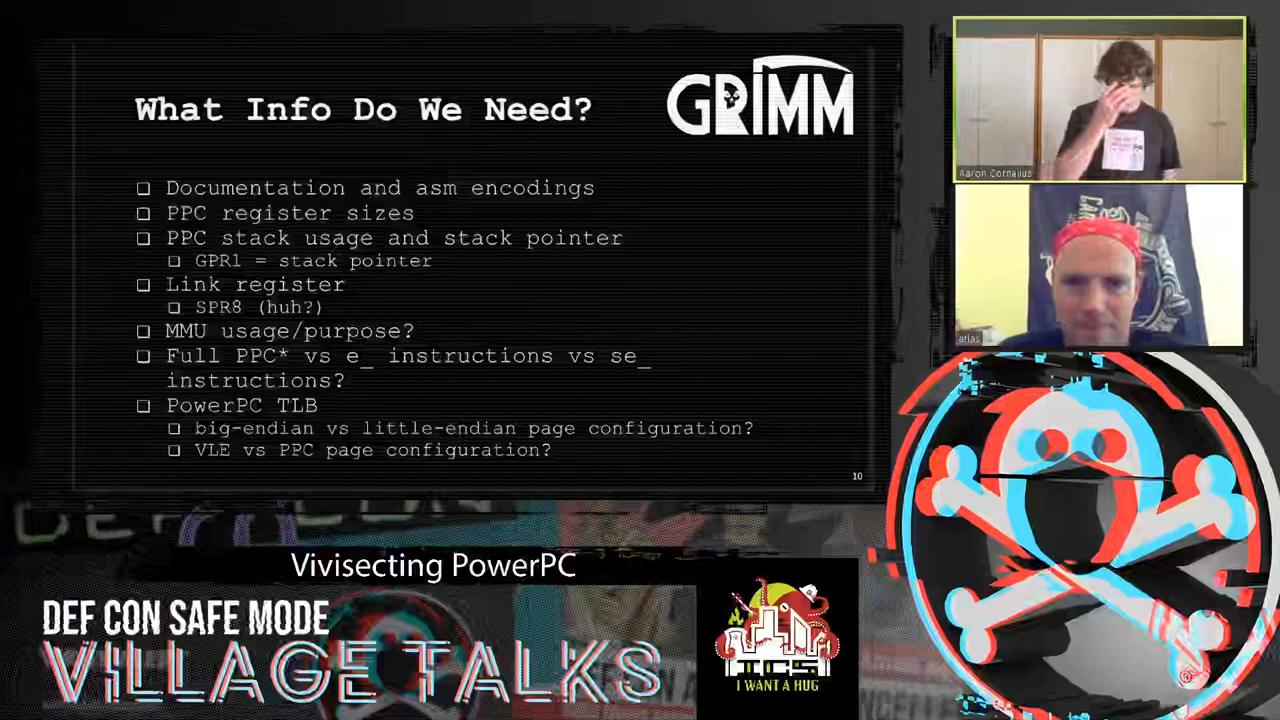 What Info Do We Need?
GRIMM
❏ Documentation and asm encodings
❏ PPC register sizes
❏ PPC stack usage and stack pointer
❏ GPR1 = stack pointer
❏ Link register
❏ SPR8 (huh?)
❏ MMU usage/purpose?
❏ Full PPC* vs e_ instructions vs se_
instructions?
❏ PowerPC TLB
❏ big-endian vs little-endian page configuration?
❏ VLE vs PPC page configuration?
10
Aaron Cornelius
atlas
Vivisecting PowerPC
DEF CON SAFE MODE
VILLAGE TALKS
ICS
I WANT A HUG